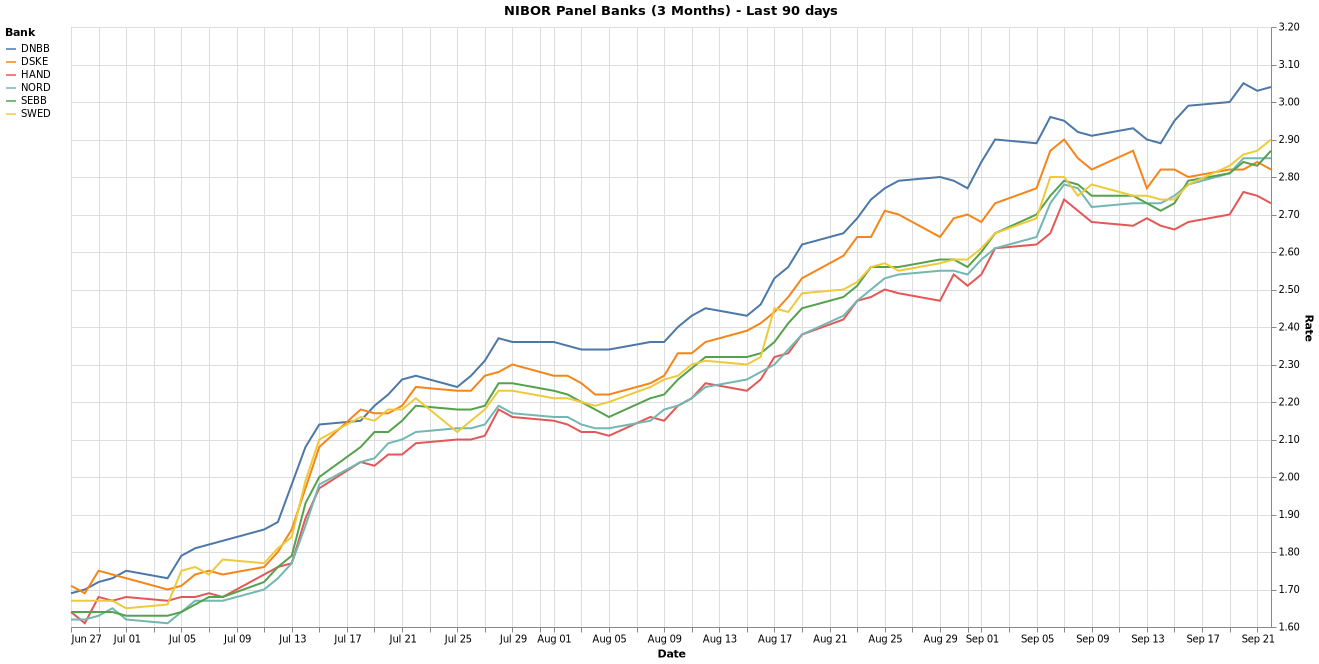 NIBOR Panel Banks (3 Months) - Last 90 days
Bank
DNBB
DSKE
HAND
NORD
SEBB
SWED
3.20
3.10
3.00
2.90
2.80
2.70
2.60
2.50
2.40
2.30
2.20
2.10
2.00
1.90
1.80
1.70
1.60
Rate
Jun 27 Jul 01 Jul 05 Jul 09 Jul 13 Jul 17 Jul 21 Jul 25 Jul 29 Aug 01 Aug 05 Aug 09 Aug 13 Aug 17 Aug 21 Aug 25 Aug 29 Sep 01 Sep 05 Sep 09 Sep 13 Sep 17 Sep 21
Date